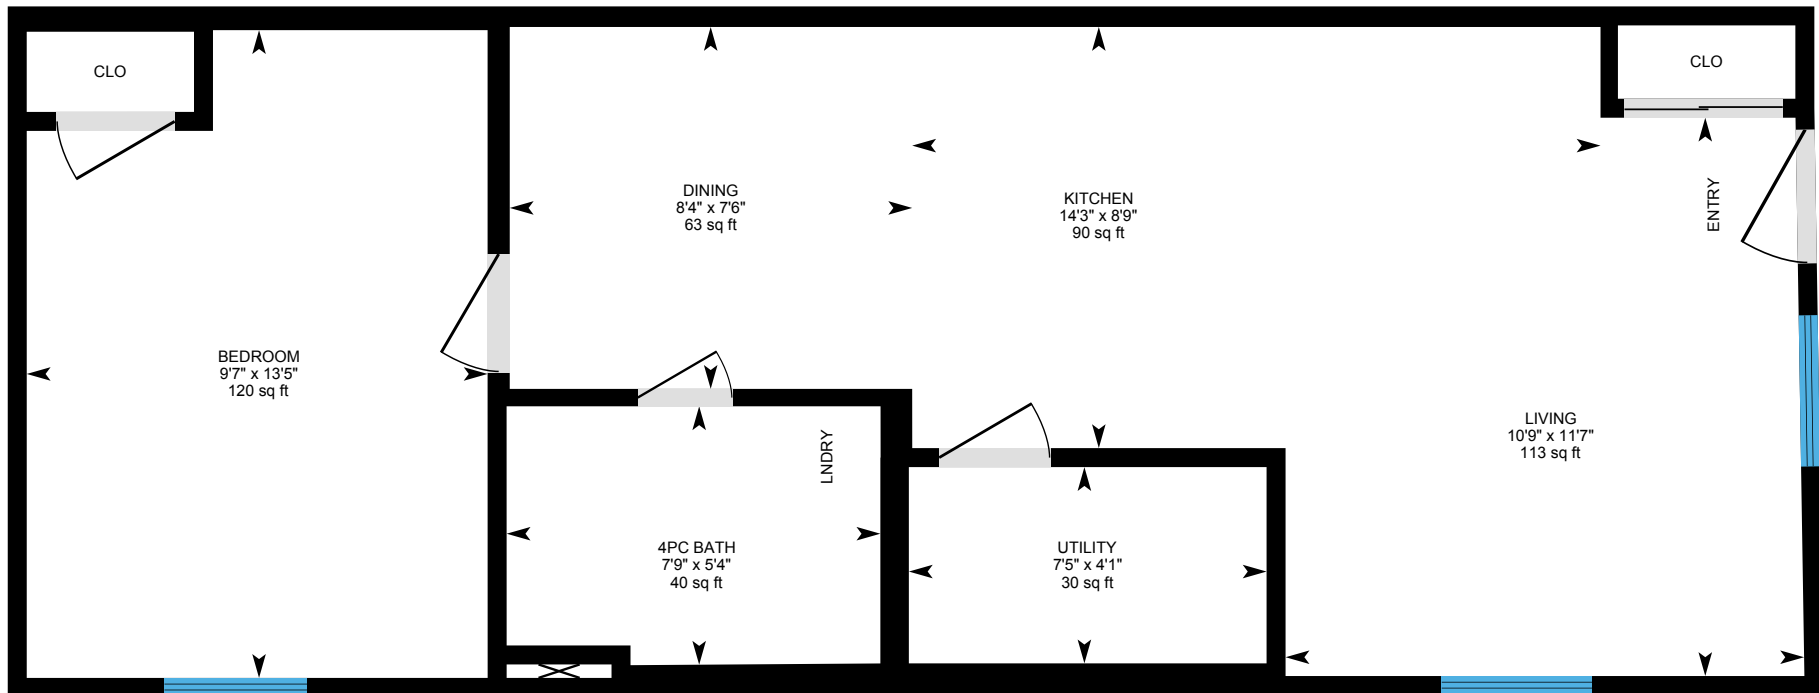 CLO
CLO
DINING
8'4" x 7'6"
63 sq ft
KITCHEN
14'3" x 8'9"
90 sq ft
ENTRY
BEDROOM
9'7" x 13'5"
120 sq ft
LIVING
10'9" x 11'7"
113 sq ft
LNDRY
4PC BATH
7'9" x 5'4"
40 sq ft
UTILITY
7'5" x 4'1"
30 sq ft